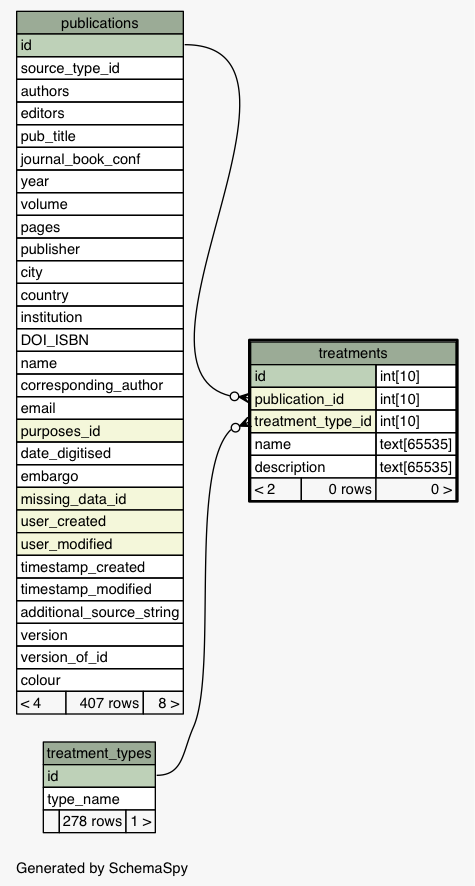 publications
id
source_type_id
authors
editors
pub_title
journal_book_conf
year
volume
pages
publisher
city
country
institution
DOI_ISBN
name
corresponding_author
email
purposes_id
date_digitised
embargo
missing_data_id
user_created
user_modified
timestamp_created
timestamp_modified
additional_source_string
version
version_of_id
colour
< 4 407 rows 8 >
treatments
id int[10]
publication_id int[10]
treatment_type_id int[10]
name text[65535]
description text[65535]
< 2 0 rows 0 >
treatment_types
id
type_name
278 rows 1 >
Generated by SchemaSpy